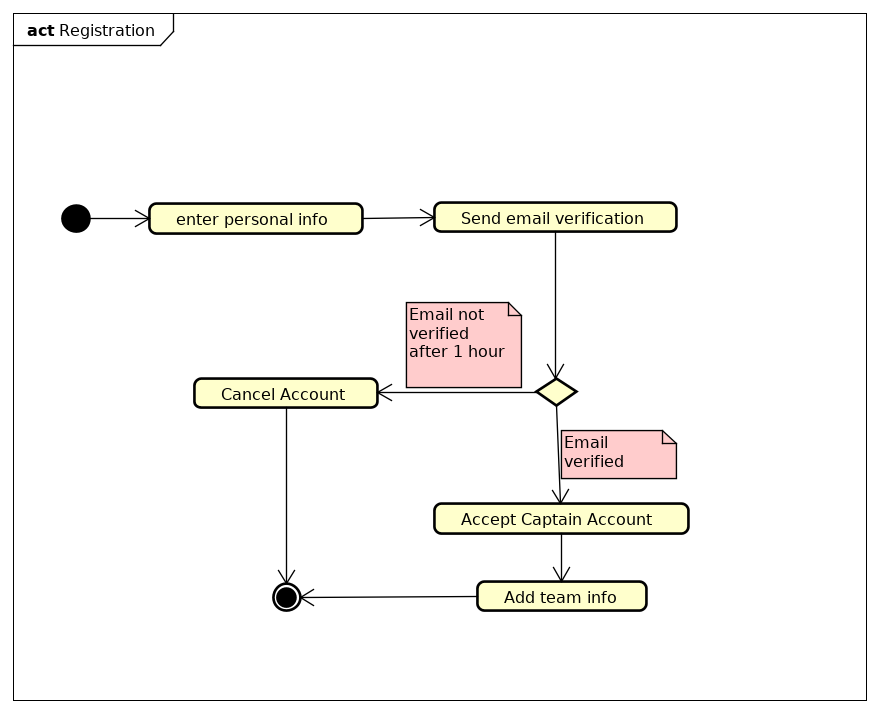 act Registration
enter personal info
Send email verification
Email not
verified
after 1 hour
Cancel Account
Email
verified
Accept Captain Account
Add team info